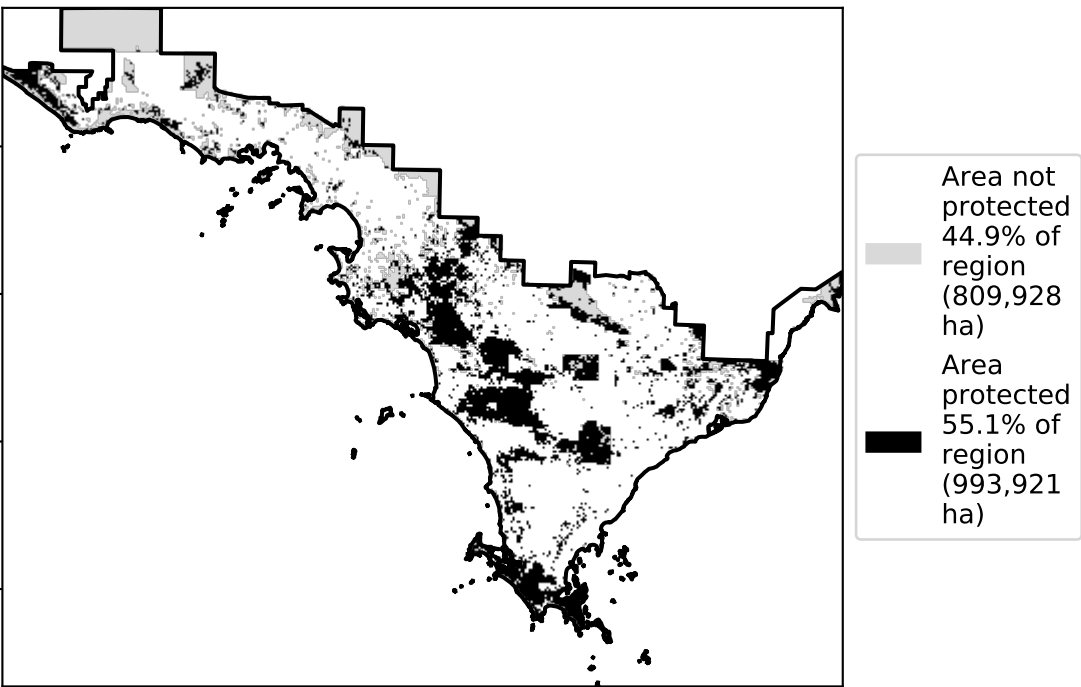 Area not
protected
44.9% of
region
(809,928
ha)
Area
protected
55.1% of
region
(993,921
ha)